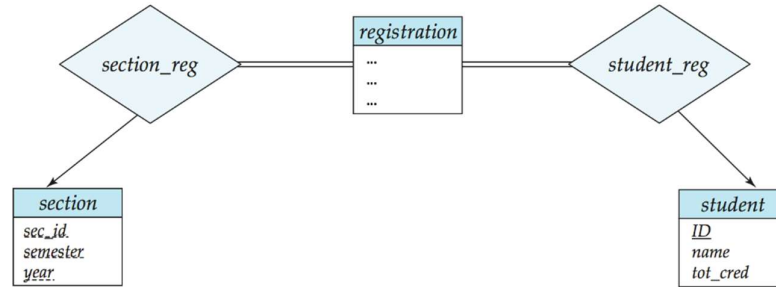 section_reg
registration
...
...
...
student_reg
section
sec_id
semester
year
student
ID
name
tot_cred